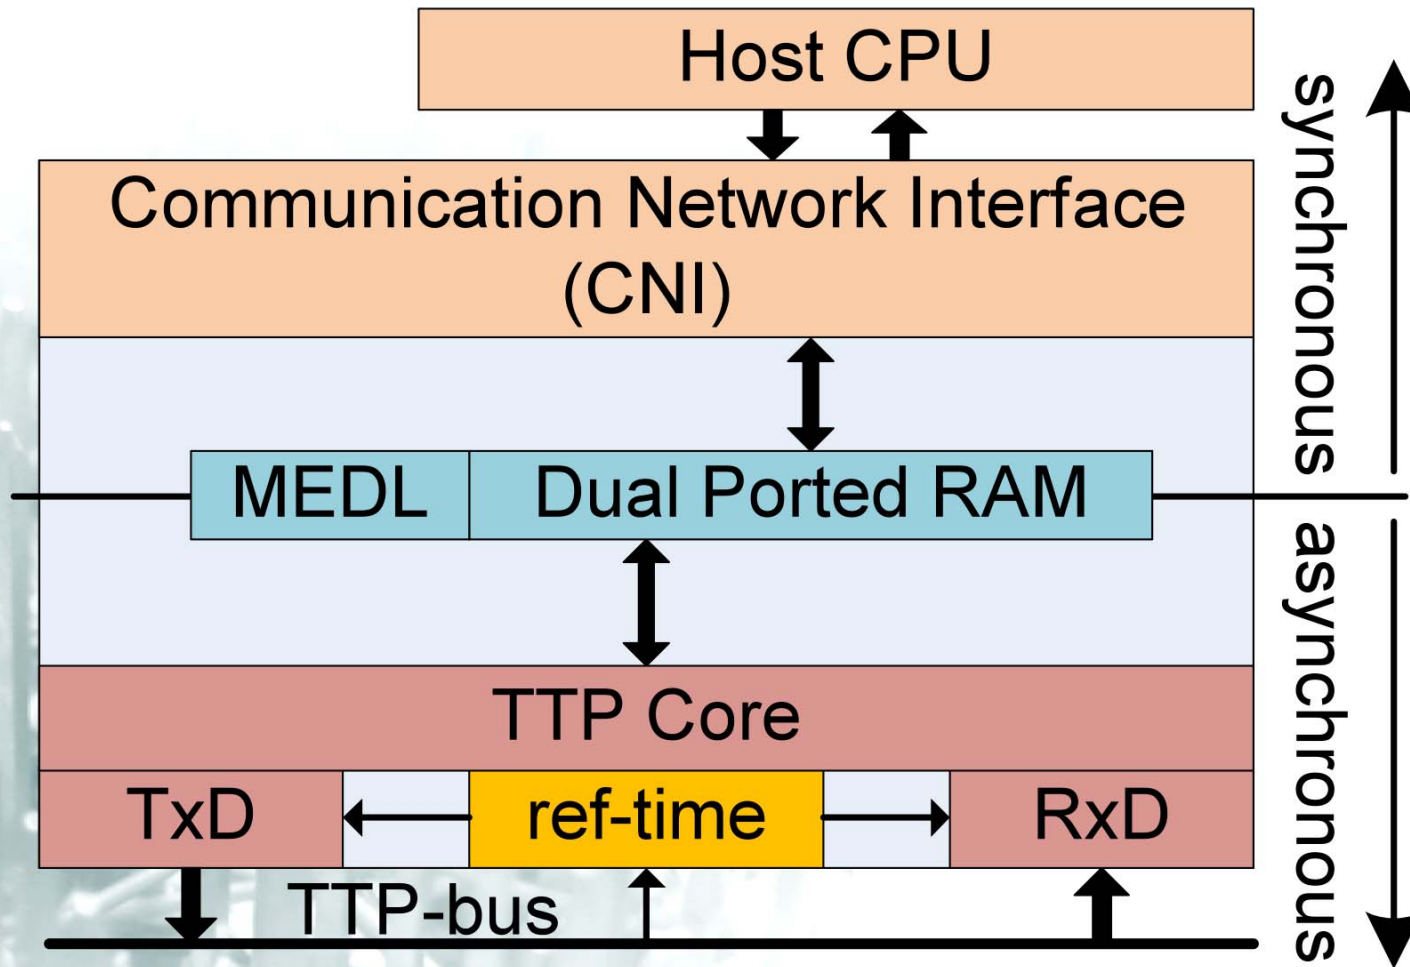 Host CPU
Communication Network Interface
(CNI)
MEDL
Dual Ported RAM
TTP Core
TxD
ref-time
RxD
TTP-bus
synchronous
asynchronous